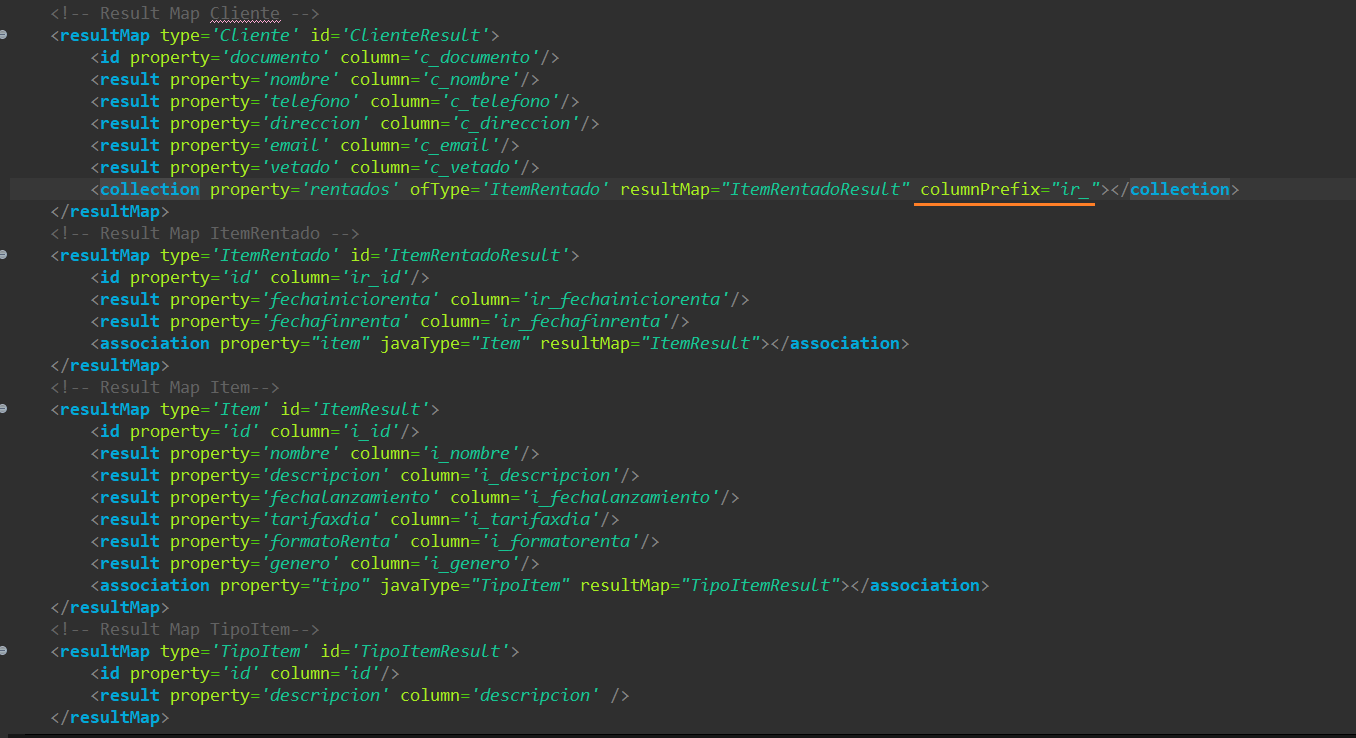 <!-- Result Map Cliente -->
<resultMap type='Cliente' id='ClienteResult'>
<id property='documento' column='c_documento'/>
<result property='nombre' column='c_nombre'/>
<result property='telefono' column='c_telefono'/>
<result property='direccion' column='c_direccion'/>
<result property='email' column='c_email'/>
<result property='vetado' column='c_vetado'/>
<collection property='rentados' ofType='ItemRentado' resultMap="ItemRentadoResult" columnPrefix="ir_"></collection>
</resultMap>
<!-- Result Map ItemRentado -->
<resultMap type='ItemRentado' id='ItemRentadoResult'>
<id property='id' column='ir_id'/>
<result property='fechainiciorenta' column='ir_fechainiciorenta'/>
<result property='fechafinrenta' column='ir_fechafinrenta'/>
<association property="item" javaType="Item" resultMap="ItemResult"></association>
</resultMap>
<!-- Result Map Item-->
<resultMap type='Item' id='ItemResult'>
<id property='id' column='i_id'/>
<result property='nombre' column='i_nombre'/>
<result property='descripcion' column='i_descripcion'/>
<result property='fechalanzamiento' column='i_fechalanzamiento'/>
<result property='tarifaxdia' column='i_tarifaxdia'/>
<result property='formatoRenta' column='i_formatorenta'/>
<result property='genero' column='i_genero'/>
<association property="tipo" javaType="TipoItem" resultMap="TipoItemResult"></association>
</resultMap>
<!-- Result Map TipoItem-->
<resultMap type='TipoItem' id='TipoItemResult'>
<id property='id' column='id'/>
<result property='descripcion' column='descripcion' />
</resultMap>